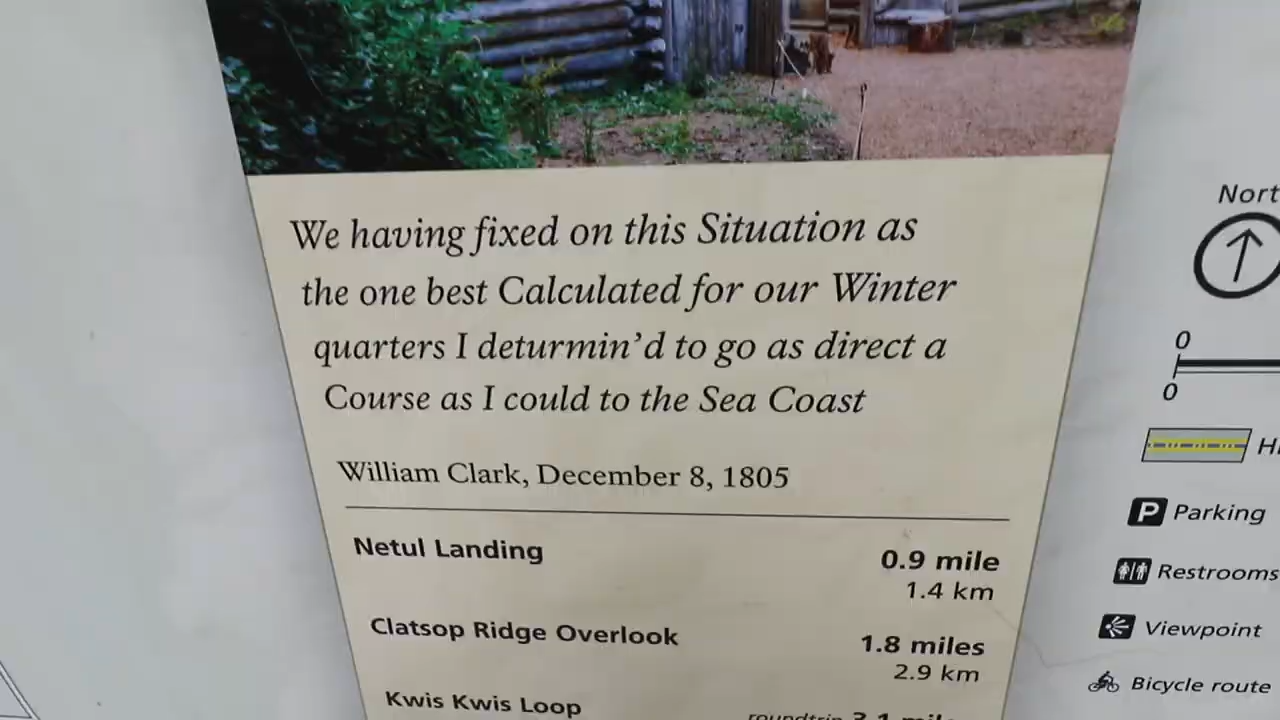 We having fixed on this Situation as
the one best Calculated for our Winter
quarters I deturmin’d to go as direct a
Course as I could to the Sea Coast
William Clark, December 8, 1805
Netul Landing 0.9 mile
1.4 km
Clatsop Ridge Overlook 1.8 miles
2.9 km
Kwis Kwis Loop roundtrip 3.1
0
0
P Parking
Restrooms
Viewpoint
Bicycle route